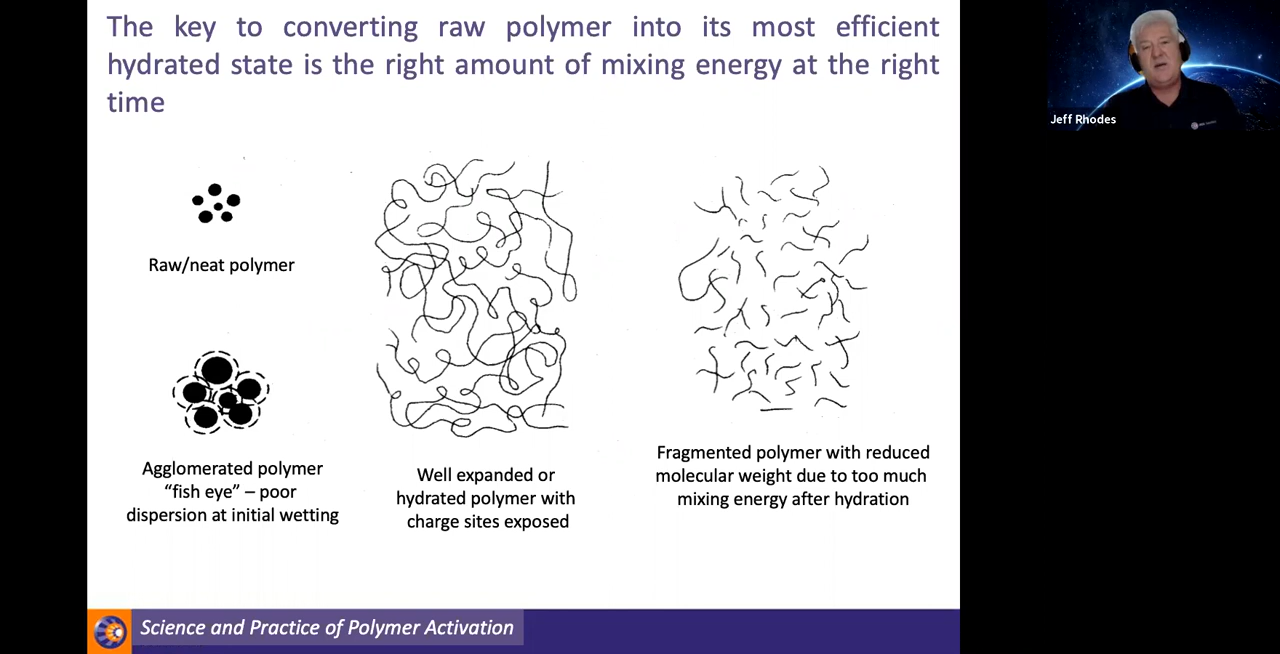 The key to converting raw polymer into its most efficient
hydrated state is the right amount of mixing energy at the right
time
Jeff Rhodes
Raw/neat polymer
Agglomerated polymer
“fish eye” – poor
dispersion at initial wetting
Well expanded or
hydrated polymer with
charge sites exposed
Fragmented polymer with reduced
molecular weight due to too much
mixing energy after hydration
Science and Practice of Polymer Activation